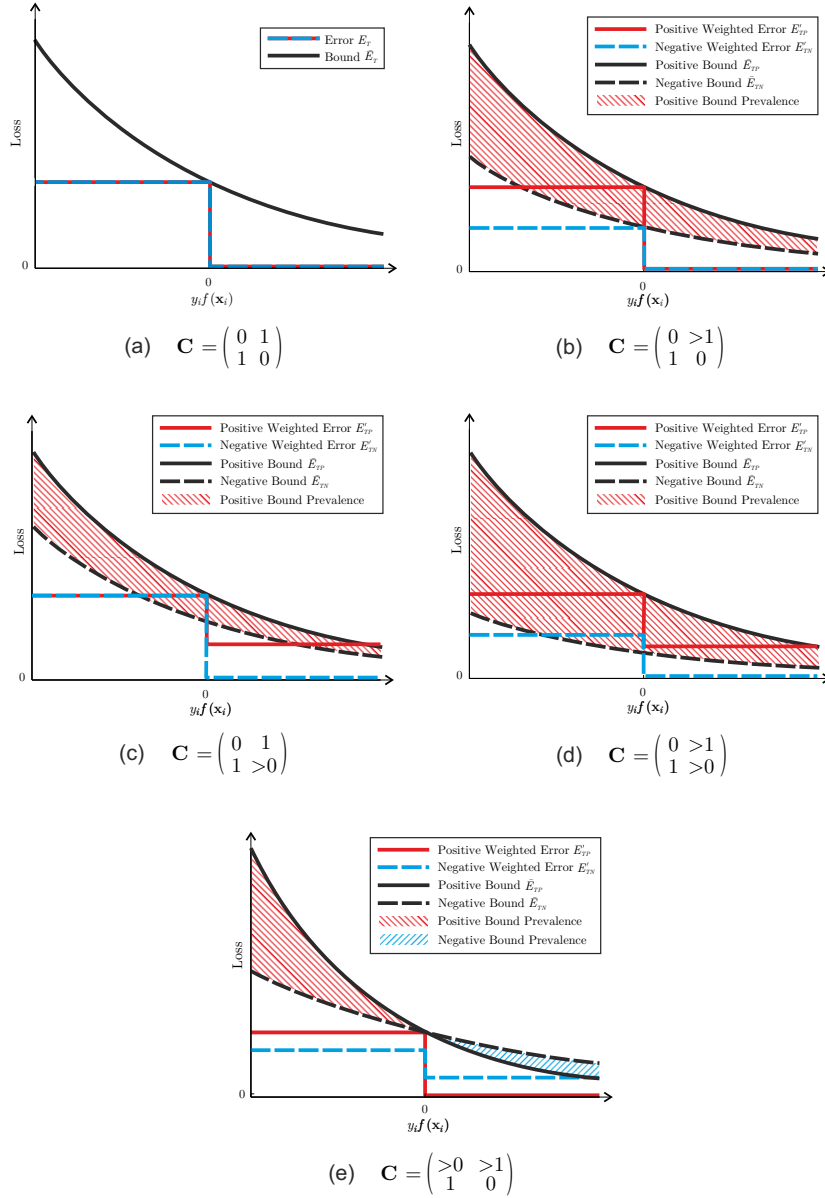 Loss
Error E_T
Bound Ē_T
0
0
y_i f(x_i)
(a) C = ( 0 1
1 0 )
Loss
Positive Weighted Error E'_TP
Negative Weighted Error E'_TN
Positive Bound Ē_TP
Negative Bound Ē_TN
Positive Bound Prevalence
0
0
y_i f(x_i)
(b) C = ( 0 >1
1 0 )
Loss
Positive Weighted Error E'_TP
Negative Weighted Error E'_TN
Positive Bound Ē_TP
Negative Bound Ē_TN
Positive Bound Prevalence
0
0
y_i f(x_i)
(c) C = ( 0 1
1 >0 )
Loss
Positive Weighted Error E'_TP
Negative Weighted Error E'_TN
Positive Bound Ē_TP
Negative Bound Ē_TN
Positive Bound Prevalence
0
0
y_i f(x_i)
(d) C = ( 0 >1
1 >0 )
Loss
Positive Weighted Error E'_TP
Negative Weighted Error E'_TN
Positive Bound Ē_TP
Negative Bound Ē_TN
Positive Bound Prevalence
Negative Bound Prevalence
0
0
y_i f(x_i)
(e) C = ( >0 >1
1 0 )